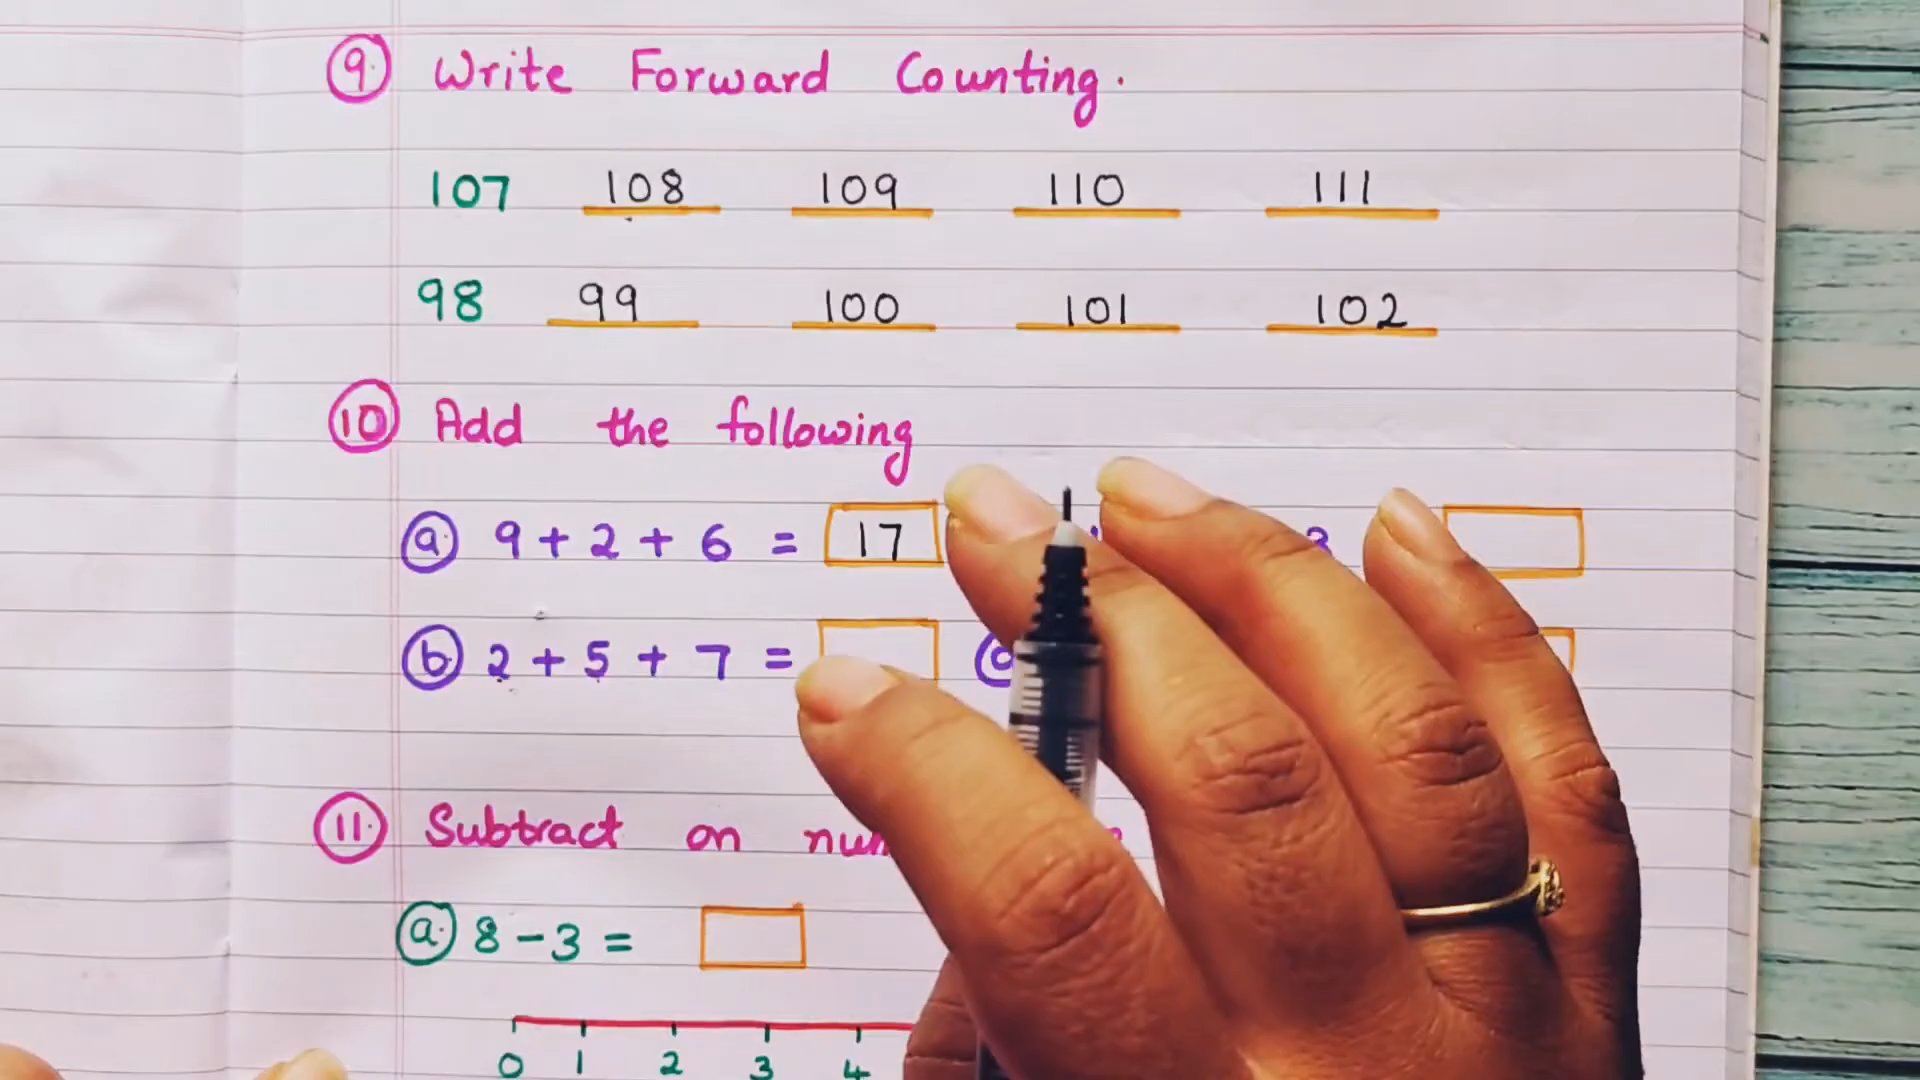 9. Write Forward Counting.
107 108 109 110 111
98 99 100 101 102
10 Add the following
a. 9 + 2 + 6 = 17
b. 2 + 5 + 7 =
11. Subtract on
a. 8 - 3 =
0 1 2 3 4